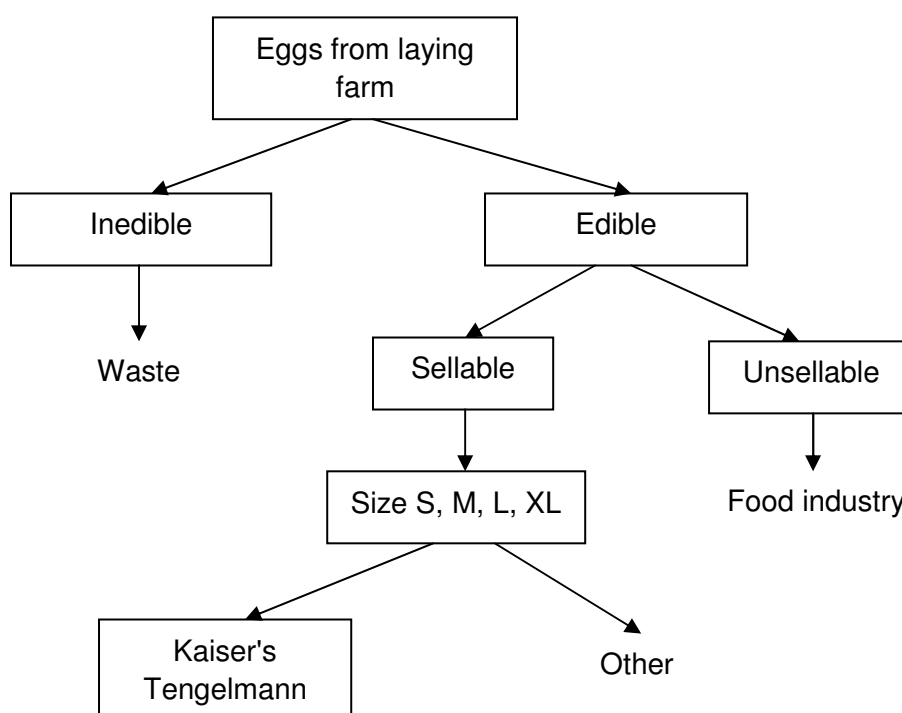 Eggs from laying
farm
Inedible
Edible
Waste
Sellable
Unsellable
Size S, M, L, XL
Food industry
Kaiser's
Tengelmann
Other